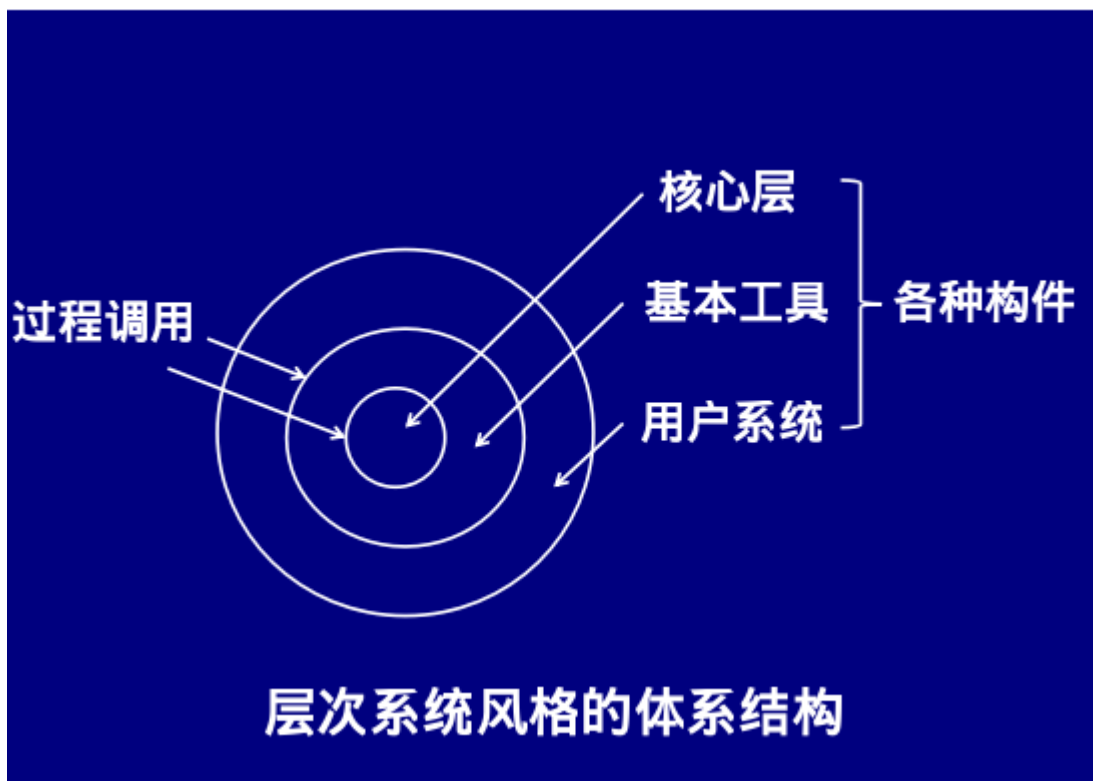 核心层
基本工具
各种构件
过程调用
用户系统
层次系统风格的体系结构